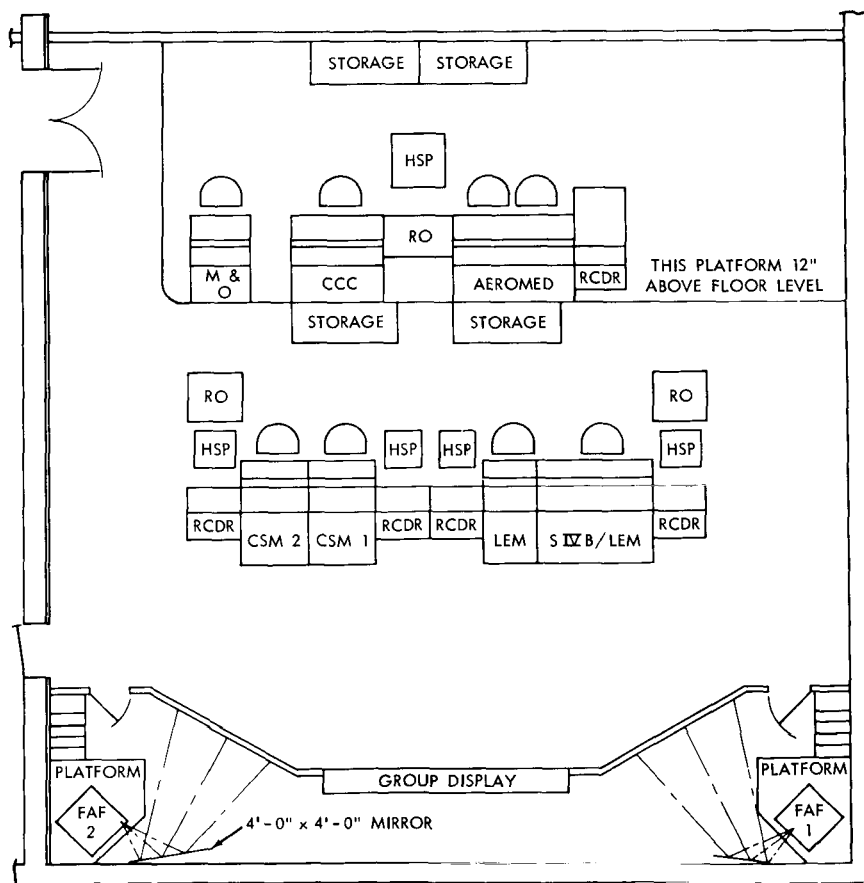 STORAGE STORAGE
HSP
RO
M &
O
CCC
AEROMED
RCDR
THIS PLATFORM 12"
ABOVE FLOOR LEVEL
STORAGE STORAGE
RO RO
HSP HSP HSP HSP
RCDR CSM 2 CSM 1 RCDR RCDR LEM S IV B/LEM RCDR
PLATFORM GROUP DISPLAY PLATFORM
FAF
2
4'-0" x 4'-0" MIRROR
FAF
1